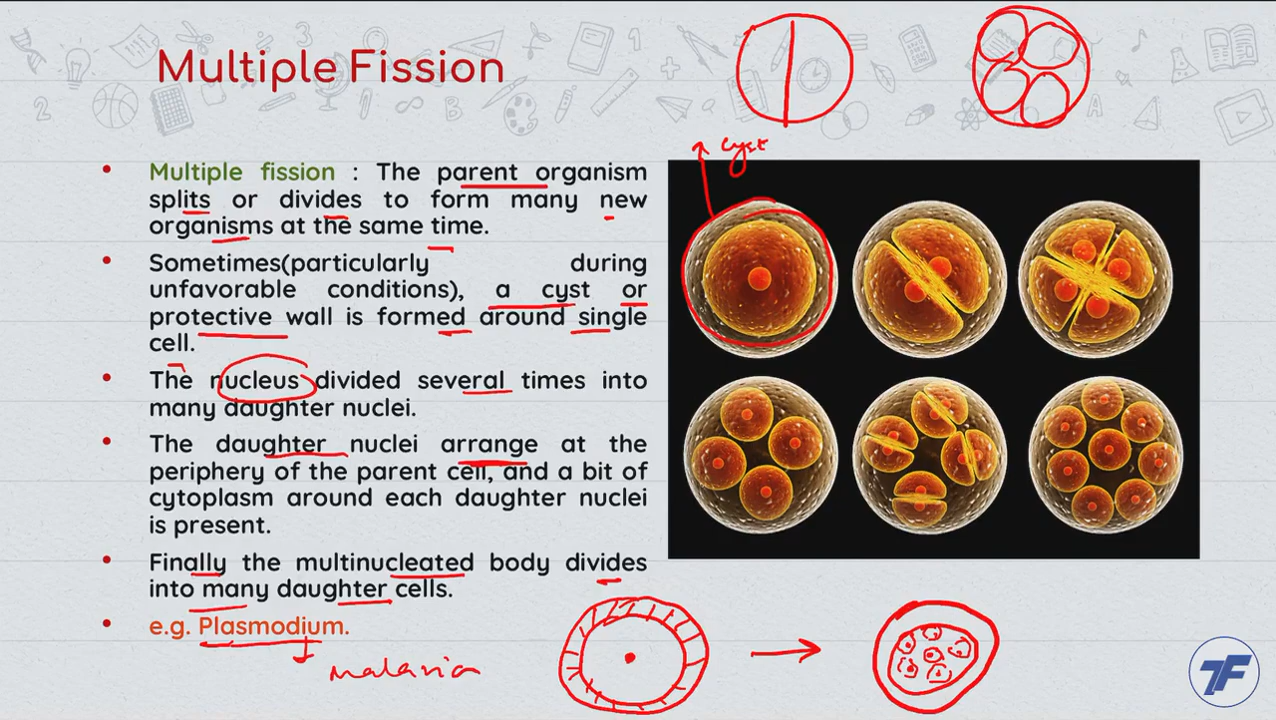 Multiple Fission
cyst
• Multiple fission : The parent organism
splits or divides to form many new
organisms at the same time.
• Sometimes(particularly during
unfavorable conditions), a cyst or
protective wall is formed around single
cell.
• The nucleus divided several times into
many daughter nuclei.
• The daughter nuclei arrange at the
periphery of the parent cell, and a bit of
cytoplasm around each daughter nuclei
is present.
• Finally the multinucleated body divides
into many daughter cells.
• e.g. Plasmodium.
malaria